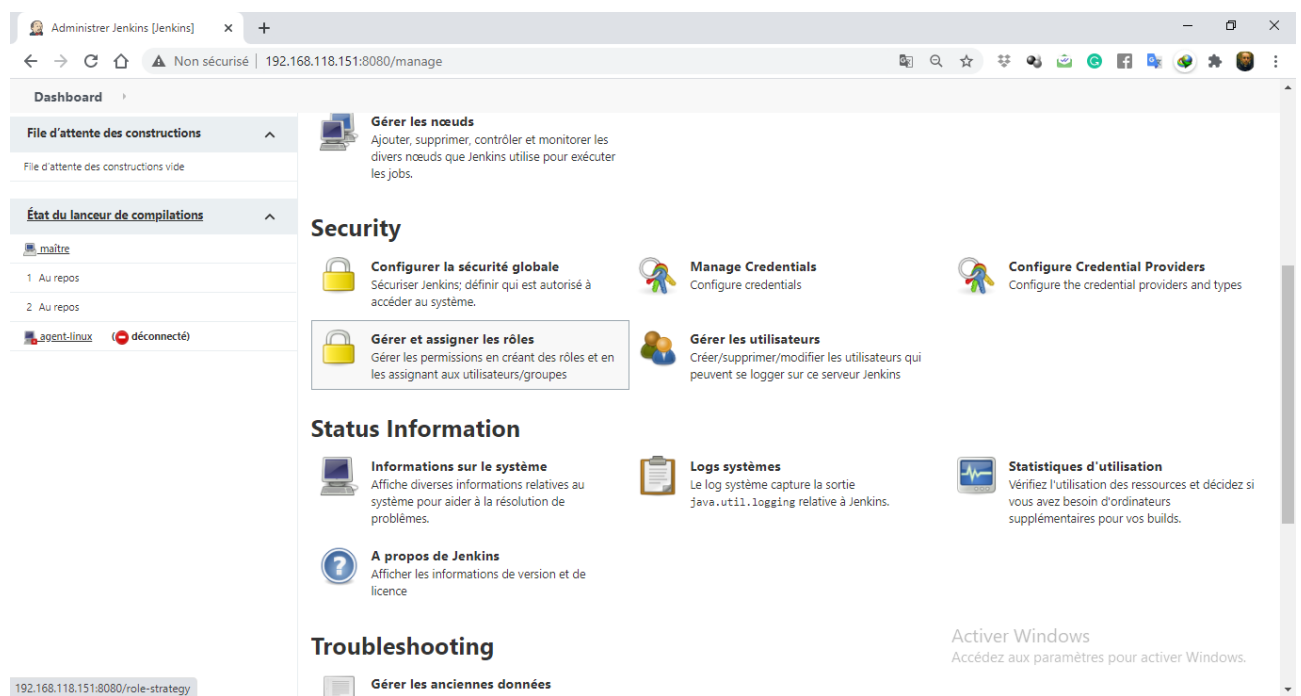 Administrer Jenkins [Jenkins]
Non sécurisé
192.168.118.151:8080/manage
Dashboard
File d'attente des constructions
File d'attente des constructions vide
État du lanceur de compilations
maître
1 Au repos
2 Au repos
agent-linux (déconnecté)
Gérer les nœuds
Ajouter, supprimer, contrôler et monitorer les
divers nœuds que Jenkins utilise pour exécuter
les jobs.
Security
Configurer la sécurité globale
Sécuriser Jenkins; définir qui est autorisé à
accéder au système.
Manage Credentials
Configure credentials
Configure Credential Providers
Configure the credential providers and types
Gérer et assigner les rôles
Gérer les permissions en créant des rôles et en
les assignant aux utilisateurs/groupes
Gérer les utilisateurs
Créer/supprimer/modifier les utilisateurs qui
peuvent se logger sur ce serveur Jenkins
Status Information
Informations sur le système
Affiche diverses informations relatives au
système pour aider à la résolution de
problèmes.
Logs systèmes
Le log système capture la sortie
java.util.logging relative à Jenkins.
Statistiques d'utilisation
Vérifiez l'utilisation des ressources et décidez si
vous avez besoin d'ordinateurs
supplémentaires pour vos builds.
A propos de Jenkins
Afficher les informations de version et de
licence
Troubleshooting
Gérer les anciennes données
Activer Windows
Accédez aux paramètres pour activer Windows.
192.168.118.151:8080/role-strategy